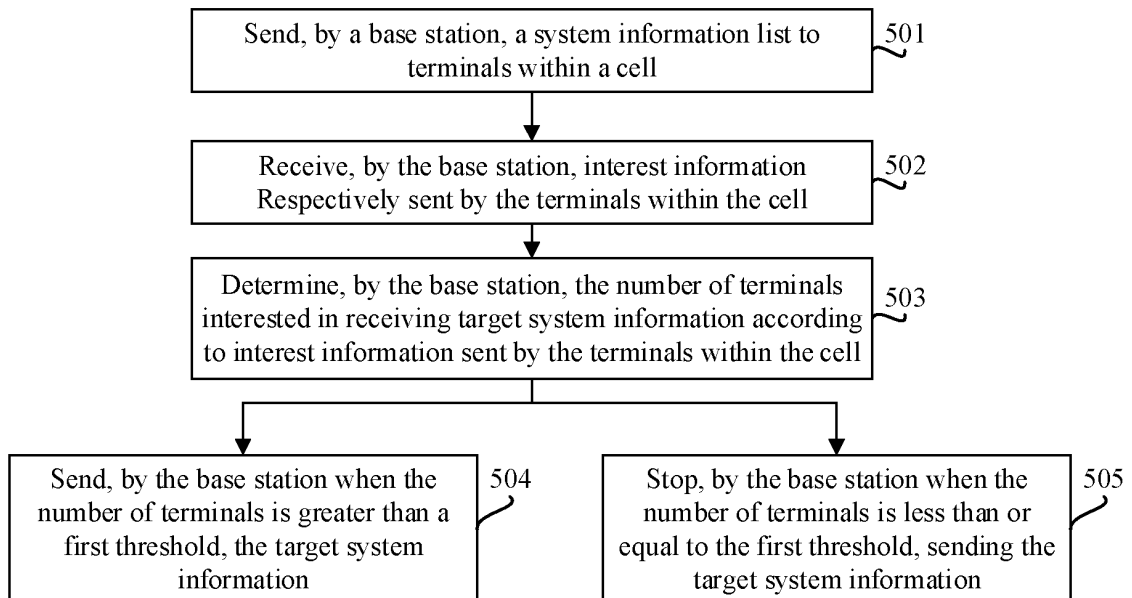 Send, by a base station, a system information list to
terminals within a cell
501
Receive, by the base station, interest information
Respectively sent by the terminals within the cell
502
Determine, by the base station, the number of terminals
interested in receiving target system information according
to interest information sent by the terminals within the cell
503
Send, by the base station when the
number of terminals is greater than a
first threshold, the target system
information
504
Stop, by the base station when the
number of terminals is less than or
equal to the first threshold, sending the
target system information
505